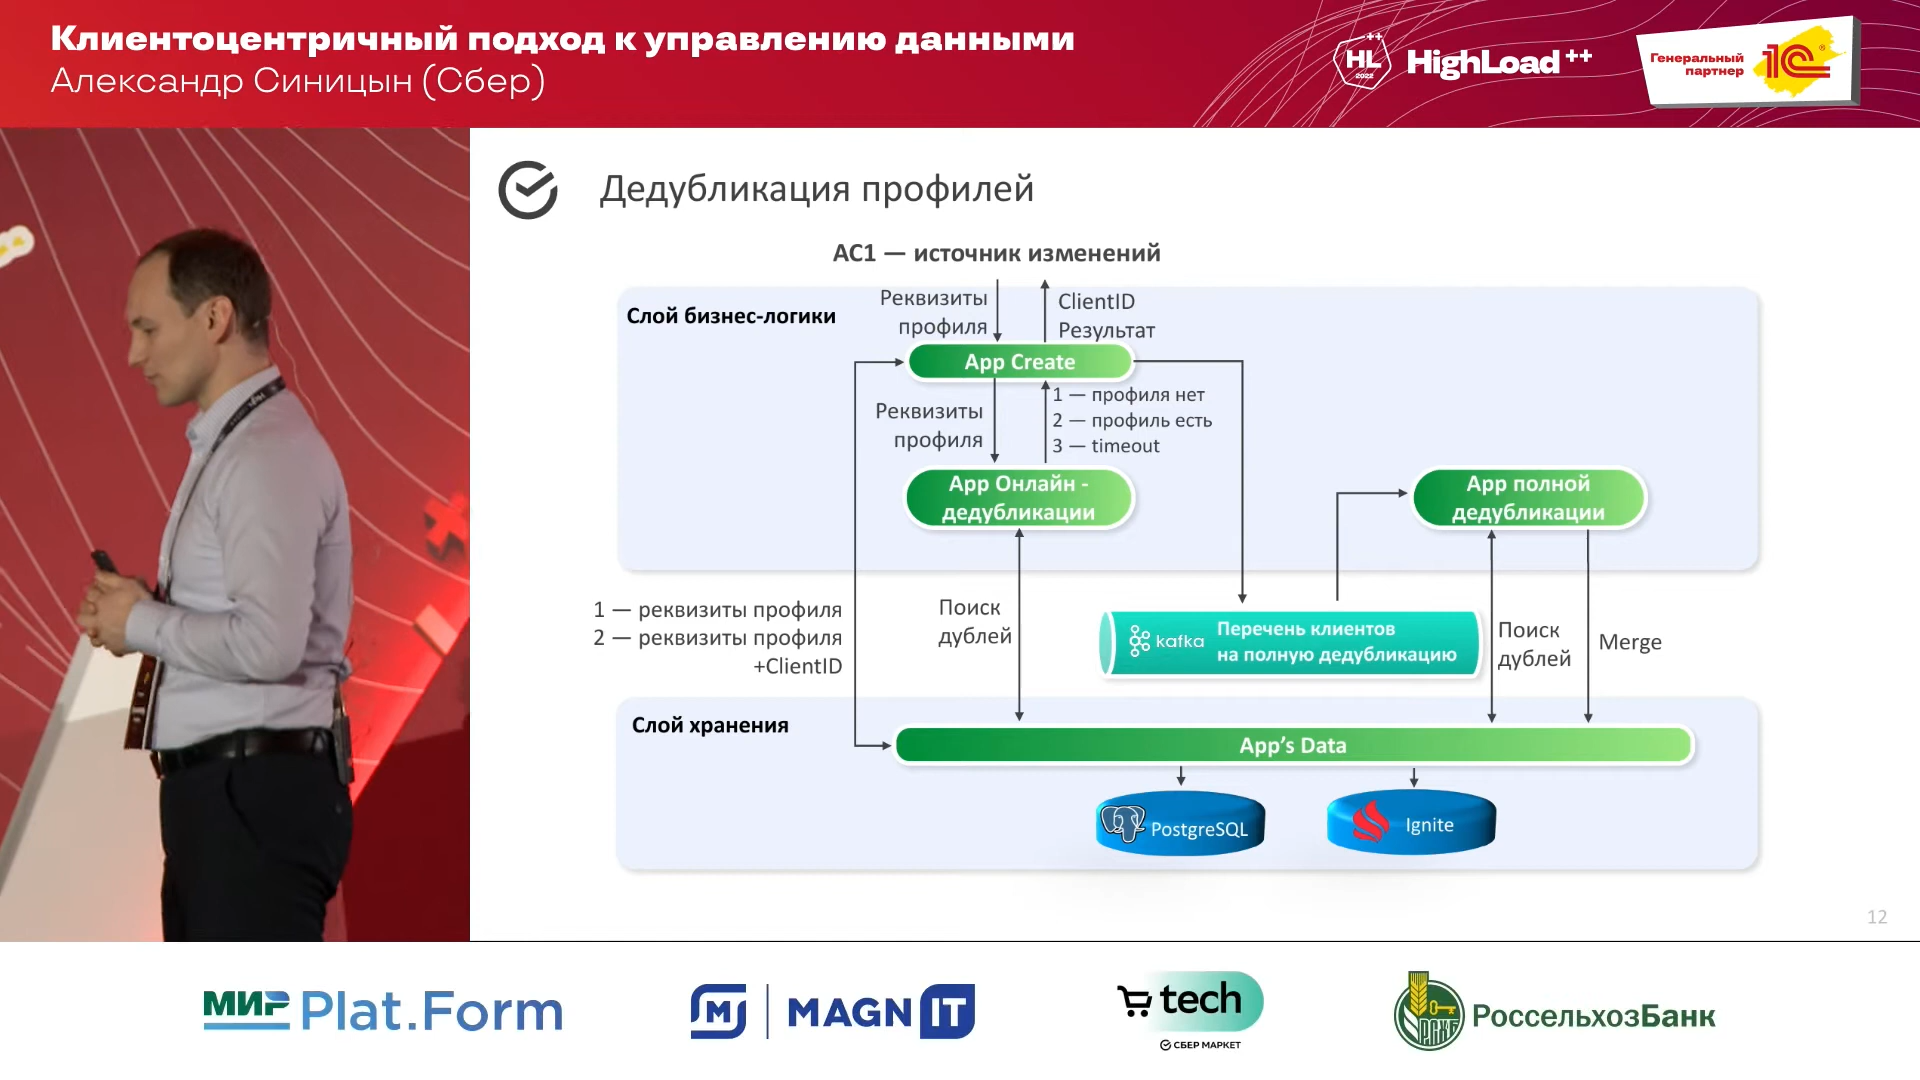 Клиентоцентричный подход к управлению данными
Александр Синицын (Сбер)
HL++
2022
HighLoad++
Генеральный
партнер
1C
Дедубликация профилей
АС1 — источник изменений
Слой бизнес-логики
Реквизиты
профиля
ClientID
Результат
App Create
Реквизиты
профиля
1 — профиля нет
2 — профиль есть
3 — timeout
App Онлайн -
дедубликации
App полной
дедубликации
1 — реквизиты профиля
2 — реквизиты профиля
+ClientID
Поиск
дублей
kafka
Перечень клиентов
на полную дедубликацию
Поиск
дублей
Merge
Слой хранения
App’s Data
PostgreSQL
Ignite
12
МИР Plat.Form
M MAGNIT
tech
СБЕР МАРКЕТ
РСХБ
РоссельхозБанк